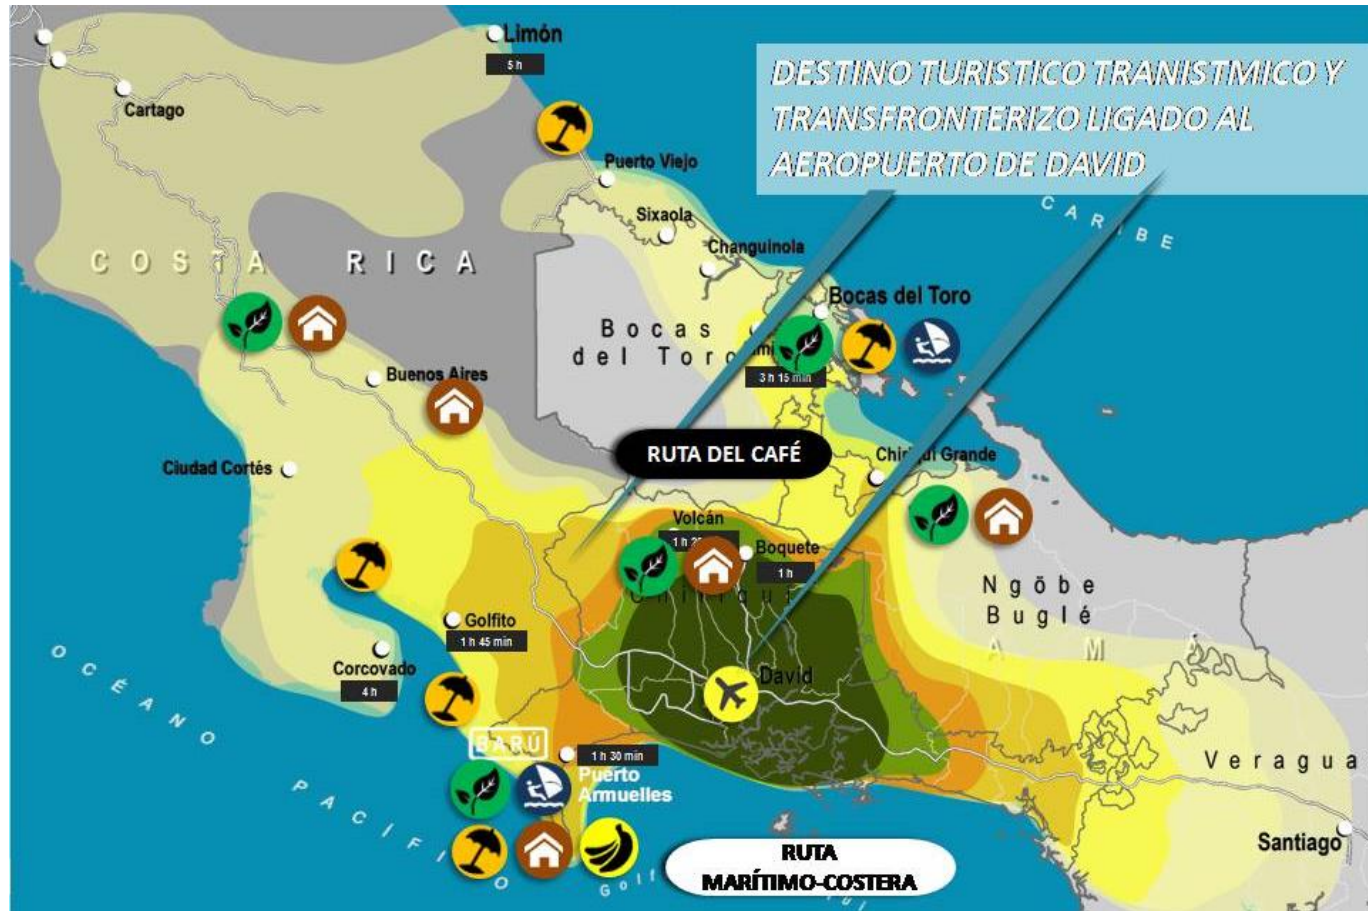 Limón
5 h
DESTINO TURISTICO TRANISTMICO Y
TRANSFRONTERIZO LIGADO AL
AEROPUERTO DE DAVID
Cartago
Puerto Viejo
CARIBE
Sixaola
Changuinola
COSTA RICA
Bocas del Toro
Bocas
del Toro
3 h 15 min
Buenos Aires
RUTA DEL CAFÉ
Chiriquí Grande
Ciudad Cortés
Volcán
Boquete
1 h
Ngöbe
Buglé
Golfito
1 h 45 min
Corcovado
4 h
David
OCÉANO PACÍFICO
BARÚ
1 h 30 min
Puerto
Armuelles
Veragua
Santiago
RUTA
MARÍTIMO-COSTERA